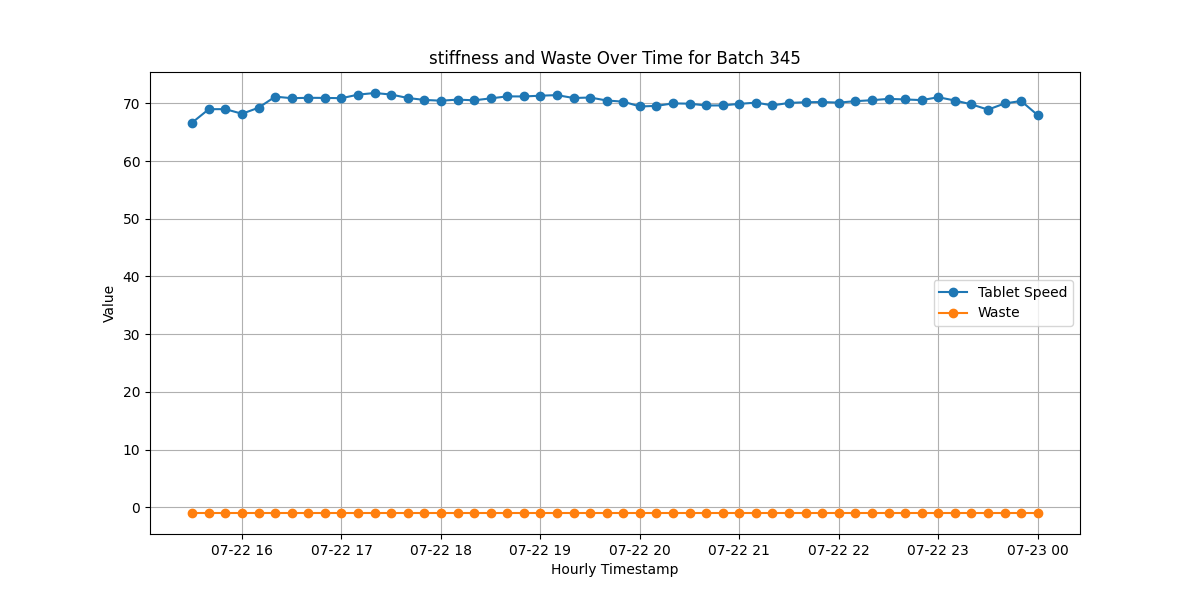 stiffness and Waste Over Time for Batch 345
Value
70
60
50
40
30
20
10
0
Tablet Speed
Waste
07-22 16 07-22 17 07-22 18 07-22 19 07-22 20 07-22 21 07-22 22 07-22 23 07-23 00
Hourly Timestamp